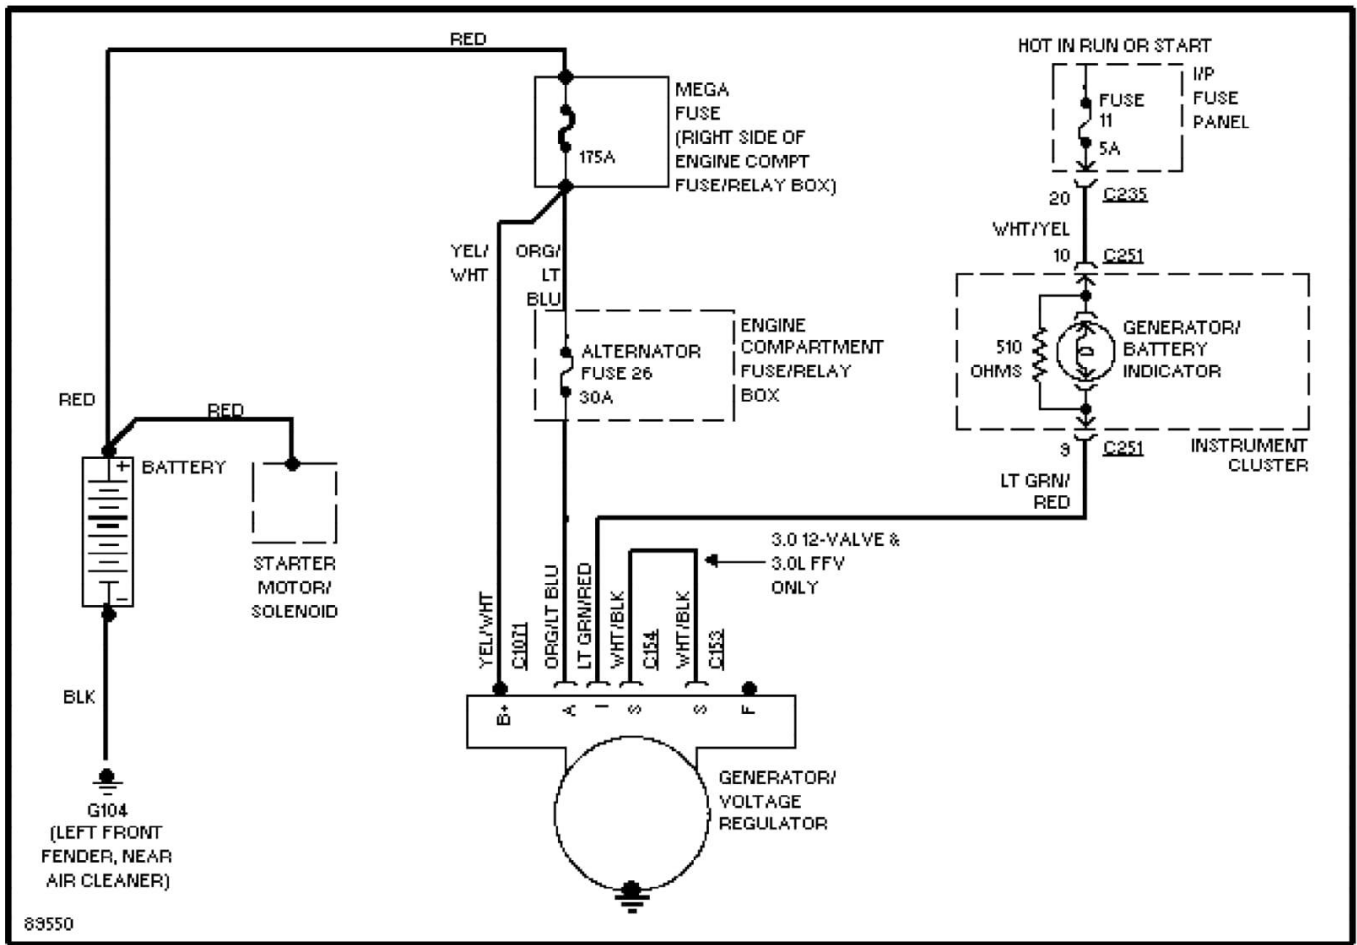 RED
HOT IN RUN OR START
MEGA
FUSE
(RIGHT SIDE OF
ENGINE COMPT
FUSE/RELAY BOX)
175A
I/P
FUSE
PANEL
FUSE
11
5A
20
C235
WHT/YEL
10
C251
YEL/
WHT
ORG/
LT
BLU
ENGINE
COMPARTMENT
FUSE/RELAY
BOX
ALTERNATOR
FUSE 26
30A
510
OHMS
GENERATOR/
BATTERY
INDICATOR
RED
RED
+
BATTERY
-
9
C251
INSTRUMENT
CLUSTER
LT GRN/
RED
STARTER
MOTOR/
SOLENOID
3.0 12-VALVE &
3.0L FFV
ONLY
YEL/WHT
C1071
ORG/LT BLU
LT GRN/RED
WHT/BLK
C154
WHT/BLK
C153
BLK
B+
A
I
S
S
F
GENERATOR/
VOLTAGE
REGULATOR
G104
(LEFT FRONT
FENDER, NEAR
AIR CLEANER)
89550